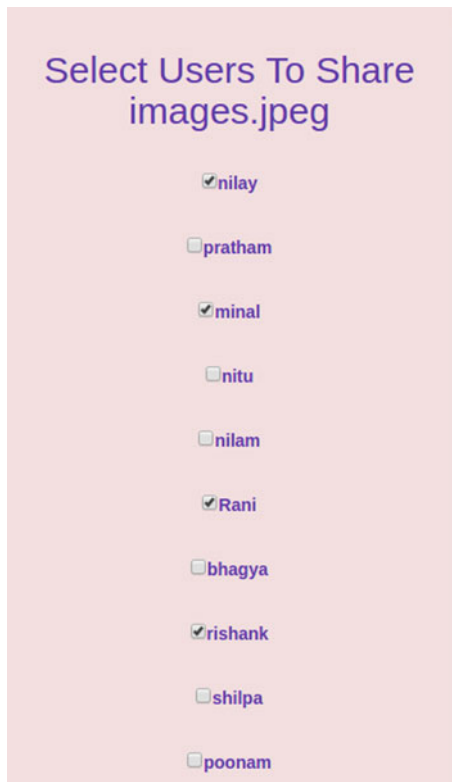 Select Users To Share
images.jpeg
nilay
pratham
minal
nitu
nilam
Rani
bhagya
rishank
shilpa
poonam